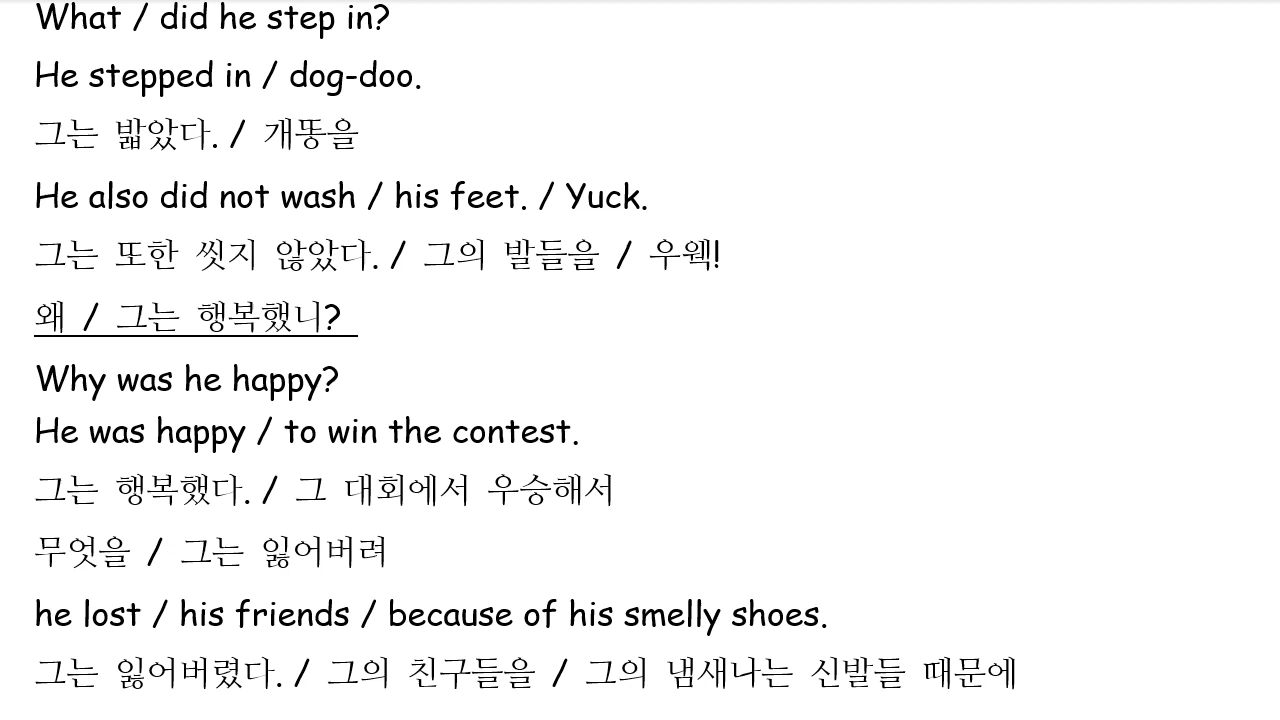 What / did he step in?
He stepped in / dog-doo.
그는 밟았다. / 개똥을
He also did not wash / his feet. / Yuck.
그는 또한 씻지 않았다. / 그의 발들을 / 우웩!
왜 / 그는 행복했니?
Why was he happy?
He was happy / to win the contest.
그는 행복했다. / 그 대회에서 우승해서
무엇을 / 그는 잃어버려
he lost / his friends / because of his smelly shoes.
그는 잃어버렸다. / 그의 친구들을 / 그의 냄새나는 신발들 때문에